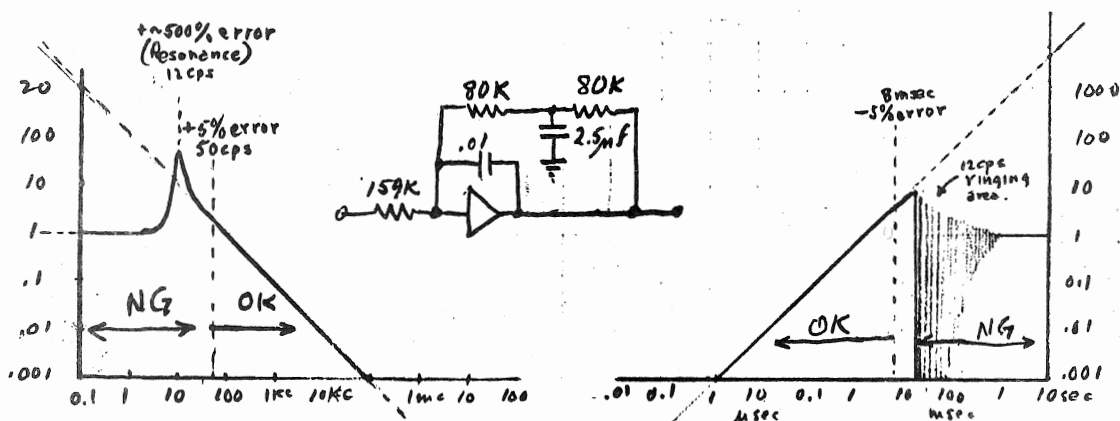 +~500% error
(Resonance)
12cps
+5% error
50cps
20
100
10
1
.1
.01
.001
NG
OK
0.1 1 10 100 1KC 10KC 1mc 10 100
80K 80K
.01
2.5µf
159K
8msec
-5% error
12cps
ringing
area.
1000
100
10
1
0.1
.01
.001
OK
NG
.01 0.1 1 10 0.1 1 10 100 1 10sec
µsec msec